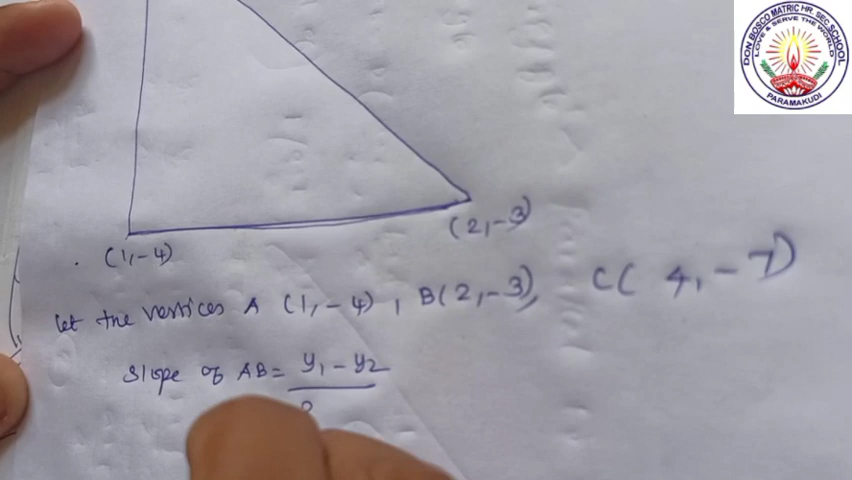 DON BOSCO MATRIC HR. SEC. SCHOOL
LOVE & SERVE THE WORLD
PARAMAKUDI
(2,-3)
(1,-4)
let the vertices A (1,-4), B(2,-3), C( 4,-7)
slope of AB = y1 - y2